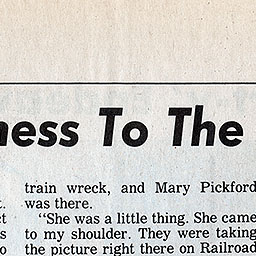 ness To The
train wreck, and Mary Pickford
was there.
"She was a little thing. She came
to my shoulder. They were taking
the picture right there on Railroad